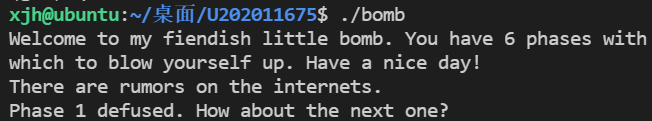 xjh@ubuntu:~/桌面/U202011675$ ./bomb
Welcome to my fiendish little bomb. You have 6 phases with
which to blow yourself up. Have a nice day!
There are rumors on the internets.
Phase 1 defused. How about the next one?